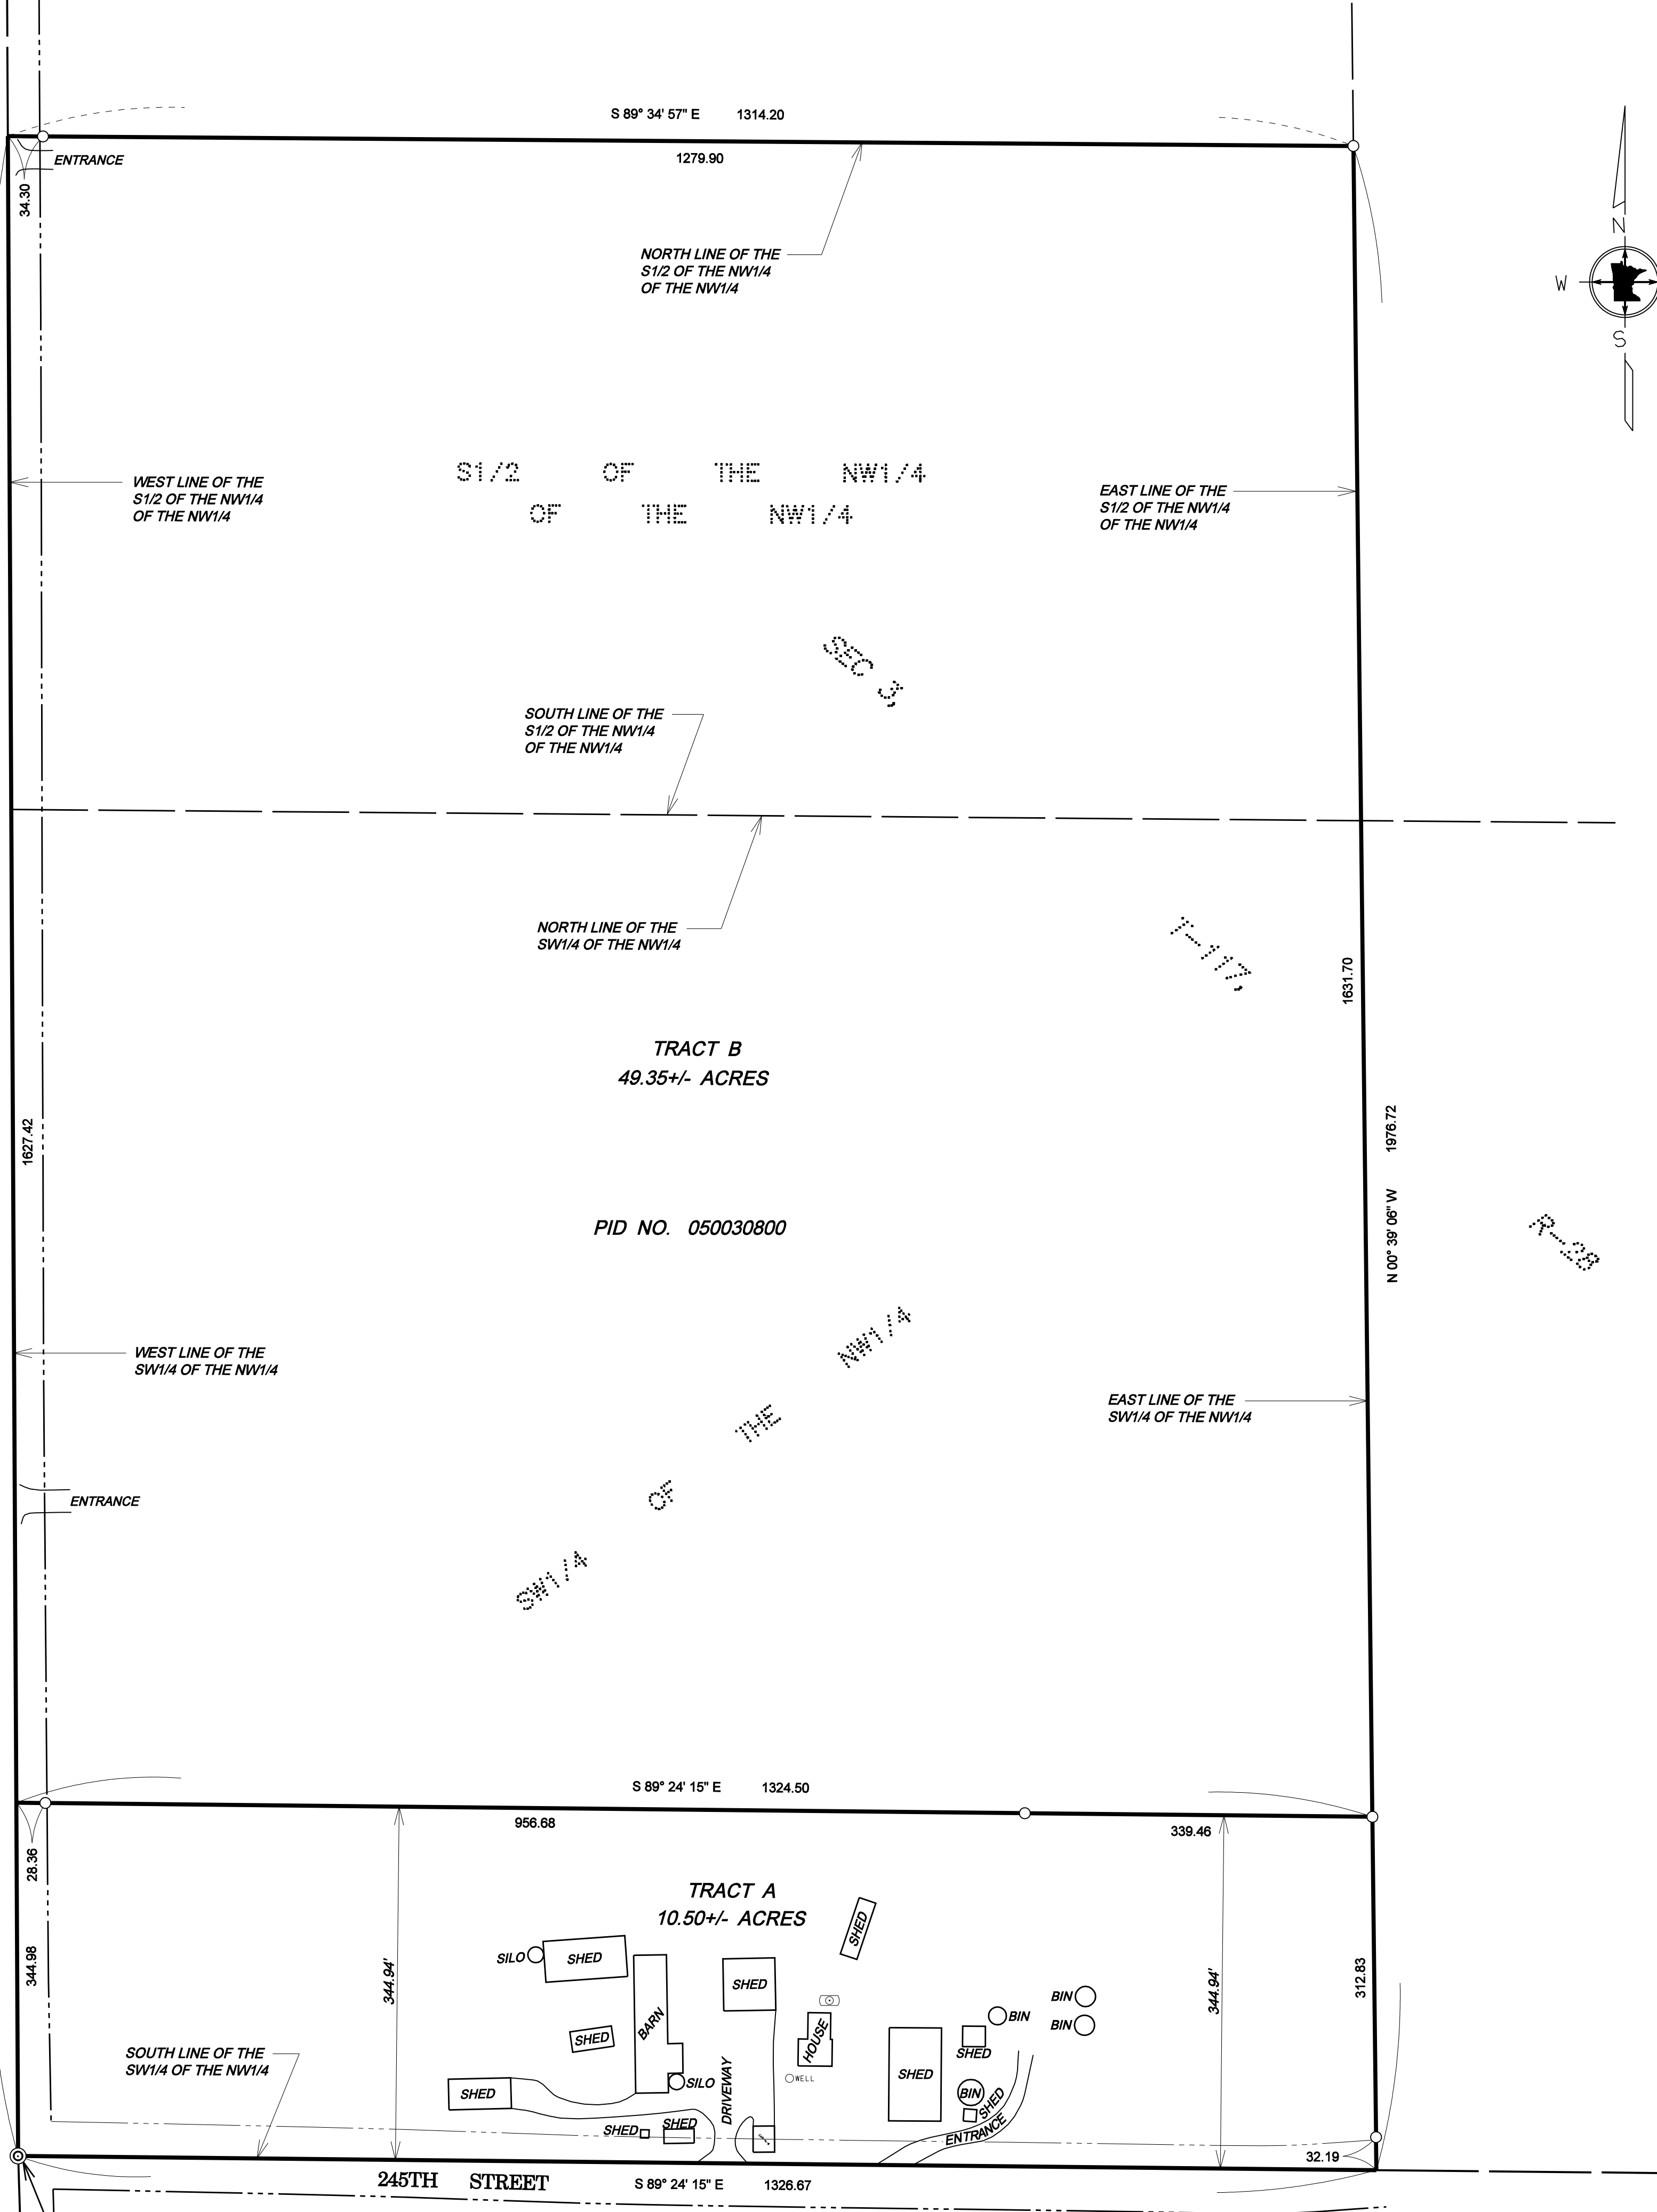 S 89° 34' 57" E 1314.20
1279.90
ENTRANCE
34.30
NORTH LINE OF THE
S1/2 OF THE NW1/4
OF THE NW1/4
N
W
S
WEST LINE OF THE
S1/2 OF THE NW1/4
OF THE NW1/4
S1/2 OF THE NW1/4
OF THE NW1/4
EAST LINE OF THE
S1/2 OF THE NW1/4
OF THE NW1/4
SEC 3,
SOUTH LINE OF THE
S1/2 OF THE NW1/4
OF THE NW1/4
NORTH LINE OF THE
SW1/4 OF THE NW1/4
T-117,
1631.70
TRACT B
49.35+/- ACRES
1627.42
N 00° 39' 06" W 1976.72
PID NO. 050030800
WEST LINE OF THE
SW1/4 OF THE NW1/4
SW1/4 OF THE NW1/4
EAST LINE OF THE
SW1/4 OF THE NW1/4
ENTRANCE
S 89° 24' 15" E 1324.50
956.68
339.46
28.36
TRACT A
10.50+/- ACRES
344.98
344.94'
344.94'
312.83
SILO
SHED
SHED
SHED
BARN
SHED
HOUSE
WELL
SILO
SHED
SHED
SHED
DRIVEWAY
SHED
BIN
BIN
BIN
SHED
BIN
SHED
ENTRANCE
SOUTH LINE OF THE
SW1/4 OF THE NW1/4
32.19
245TH STREET
S 89° 24' 15" E 1326.67